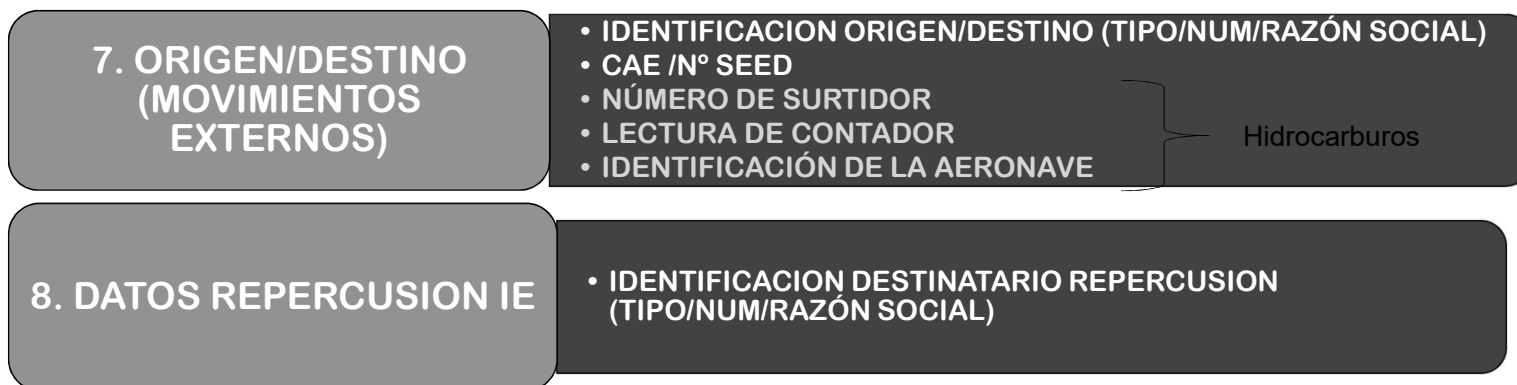 7. ORIGEN/DESTINO
(MOVIMIENTOS
EXTERNOS)
• IDENTIFICACION ORIGEN/DESTINO (TIPO/NUM/RAZÓN SOCIAL)
• CAE /Nº SEED
• NÚMERO DE SURTIDOR
• LECTURA DE CONTADOR
• IDENTIFICACIÓN DE LA AERONAVE
Hidrocarburos
8. DATOS REPERCUSION IE
• IDENTIFICACION DESTINATARIO REPERCUSION
(TIPO/NUM/RAZÓN SOCIAL)